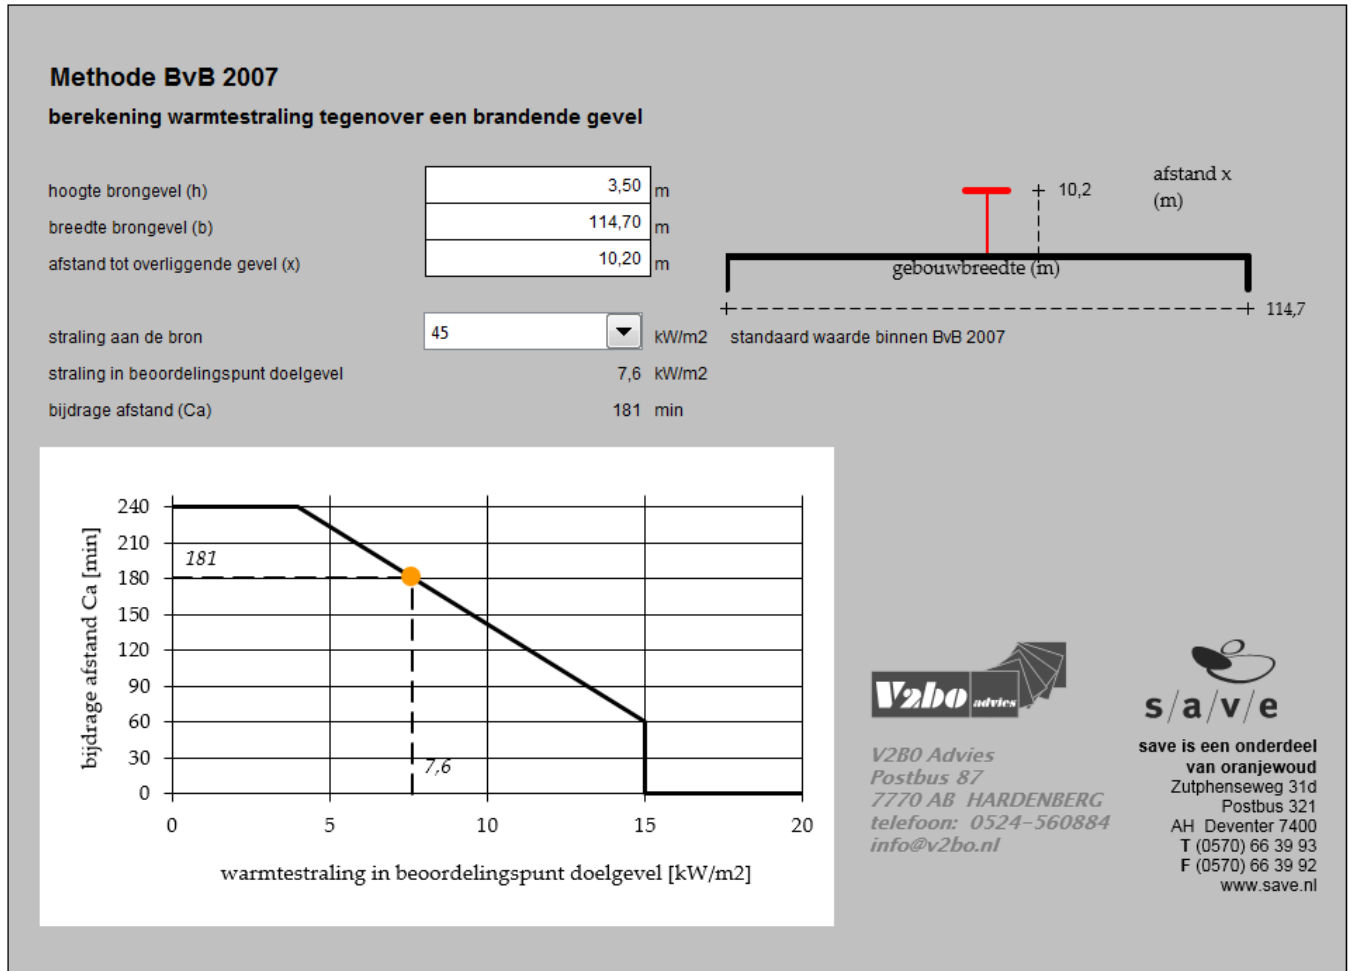 Methode BvB 2007
berekening warmtestraling tegenover een brandende gevel
hoogte brongevel (h) 3,50 m
breedte brongevel (b) 114,70 m
afstand tot overliggende gevel (x) 10,20 m
afstand x
(m)
10,2
gebouwbreedte (m)
114,7
straling aan de bron 45 kW/m2 standaard waarde binnen BvB 2007
straling in beoordelingspunt doelgevel 7,6 kW/m2
bijdrage afstand (Ca) 181 min
bijdrage afstand Ca [min]
240
210
180
150
120
90
60
30
0
181
7,6
0 5 10 15 20
warmtestraling in beoordelingspunt doelgevel [kW/m2]
V2bo advies
V2BO Advies
Postbus 87
7770 AB HARDENBERG
telefoon: 0524-560884
info@v2bo.nl
s/a/v/e
save is een onderdeel
van oranjewoud
Zutphenseweg 31d
Postbus 321
AH Deventer 7400
T (0570) 66 39 93
F (0570) 66 39 92
www.save.nl